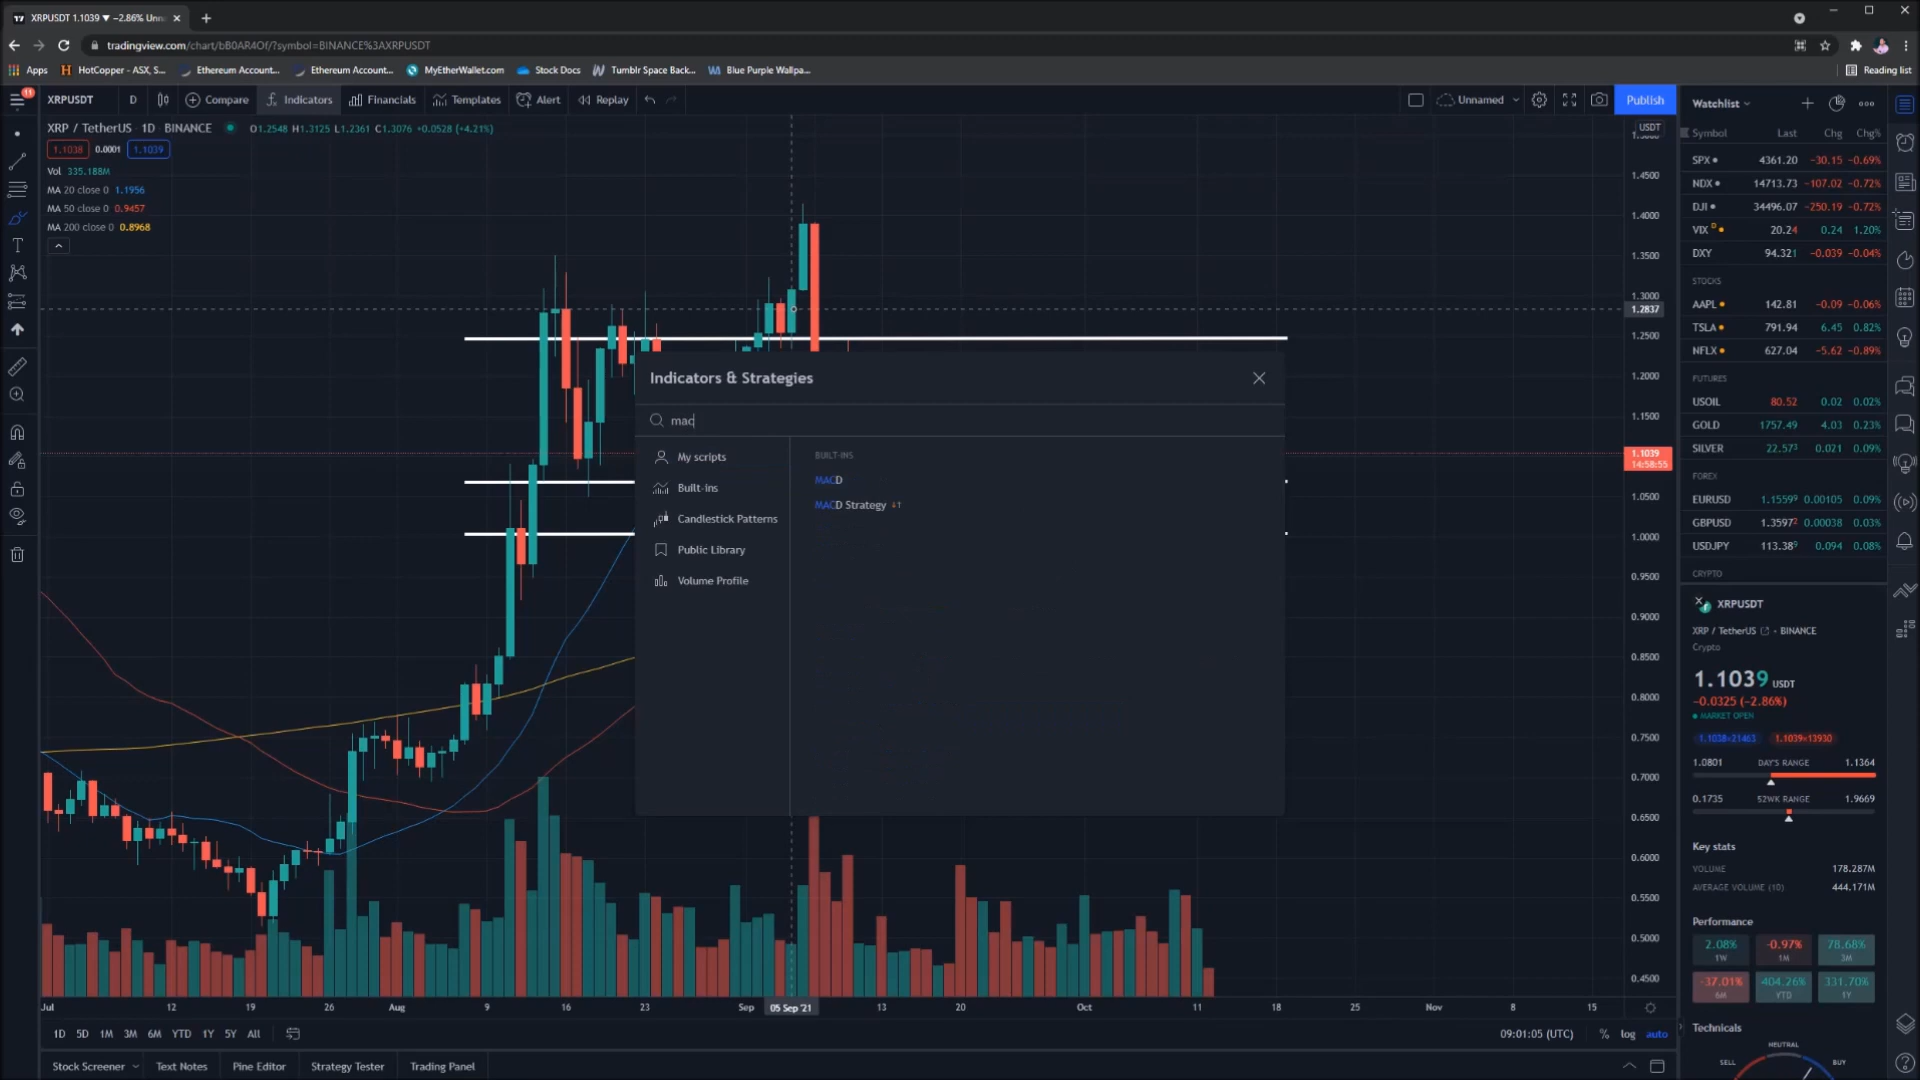 XRPUSDT 1.1039 ▼ −2.86% Unn
tradingview.com/chart/bB0AR4Of/?symbol=BINANCE%3AXRPUSDT
Apps HotCopper - ASX, S... Ethereum Account... Ethereum Account... MyEtherWallet.com Stock Docs Tumblr Space Back... Blue Purple Wallpa... Reading list
11
XRPUSDT D Compare Indicators Financials Templates Alert Replay Unnamed Publish
XRP / TetherUS 1D BINANCE O1.2548 H1.3125 L1.2361 C1.3076 +0.0528 (+4.21%)
1.1038 0.0001 1.1039
Vol 335.188M
MA 20 close 0 1.1956
MA 50 close 0 0.9457
MA 200 close 0 0.8968
Indicators & Strategies
mac
My scripts
Built-ins
Candlestick Patterns
Public Library
Volume Profile
BUILT-INS
MACD
MACD Strategy
USDT
1.4500
1.4000
1.3500
1.3000
1.2837
1.2500
1.2000
1.1500
1.1039
14:58:55
1.0500
1.0000
0.9500
0.9000
0.8500
0.8000
0.7500
0.7000
0.6500
0.6000
0.5500
0.5000
0.4500
Jul 12 19 26 Aug 9 16 23 Sep 05 Sep '21 13 20 Oct 11 18 25 Nov 8 15
1D 5D 1M 3M 6M YTD 1Y 5Y All 09:01:05 (UTC) % log auto
Stock Screener Text Notes Pine Editor Strategy Tester Trading Panel
Watchlist
Symbol Last Chg Chg%
SPX 4361.20 −30.15 −0.69%
NDX 14713.73 −107.02 −0.72%
DJI 34496.07 −250.19 −0.72%
VIX D 20.24 0.24 1.20%
DXY 94.321 −0.039 −0.04%
STOCKS
AAPL 142.81 −0.09 −0.06%
TSLA 791.94 6.45 0.82%
NFLX 627.04 −5.62 −0.89%
FUTURES
USOIL 80.52 0.02 0.02%
GOLD 1757.49 4.03 0.23%
SILVER 22.573 0.021 0.09%
FOREX
EURUSD 1.15599 0.00105 0.09%
GBPUSD 1.35972 0.00038 0.03%
USDJPY 113.389 0.094 0.08%
CRYPTO
XRPUSDT
XRP / TetherUS • BINANCE
Crypto
1.1039 USDT
−0.0325 (−2.86%)
MARKET OPEN
1.1038×21463 1.1039×13930
1.0801 DAY'S RANGE 1.1364
0.1735 52WK RANGE 1.9669
Key stats
VOLUME 178.287M
AVERAGE VOLUME (10) 444.171M
Performance
2.08% -0.97% 78.68%
1W 1M 3M
-37.01% 404.26% 331.70%
6M YTD 1Y
Technicals
NEUTRAL
SELL BUY